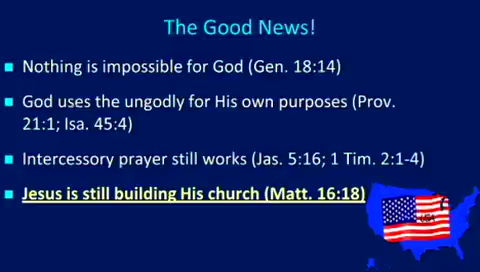 The Good News!
Nothing is impossible for God (Gen. 18:14)
God uses the ungodly for His own purposes (Prov.
21:1; Isa. 45:4)
Intercessory prayer still works (Jas. 5:16; 1 Tim. 2:1-4)
Jesus is still building His church (Matt. 16:18)
USA